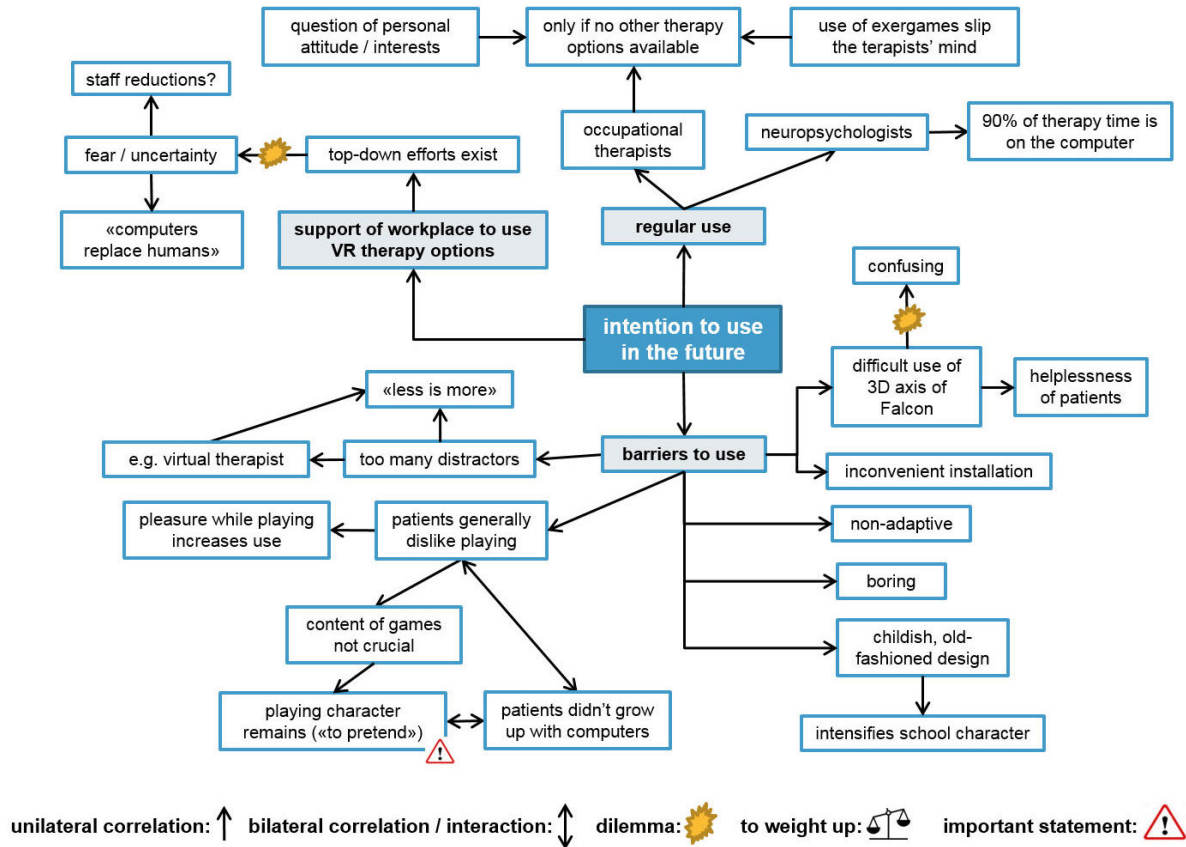 question of personal
attitude / interests
only if no other therapy
options available
use of exergames slip
the terapists' mind
staff reductions?
fear / uncertainty
top-down efforts exist
occupational
therapists
neuropsychologists
90% of therapy time is
on the computer
«computers
replace humans»
support of workplace to use
VR therapy options
regular use
confusing
intention to use
in the future
difficult use of
3D axis of
Falcon
helplessness
of patients
«less is more»
e.g. virtual therapist
too many distractors
barriers to use
inconvenient installation
pleasure while playing
increases use
patients generally
dislike playing
non-adaptive
boring
content of games
not crucial
childish, old-
fashioned design
playing character
remains («to pretend»)
!
patients didn't grow
up with computers
intensifies school character
unilateral correlation:
bilateral correlation / interaction:
dilemma:
to weight up:
important statement:
!